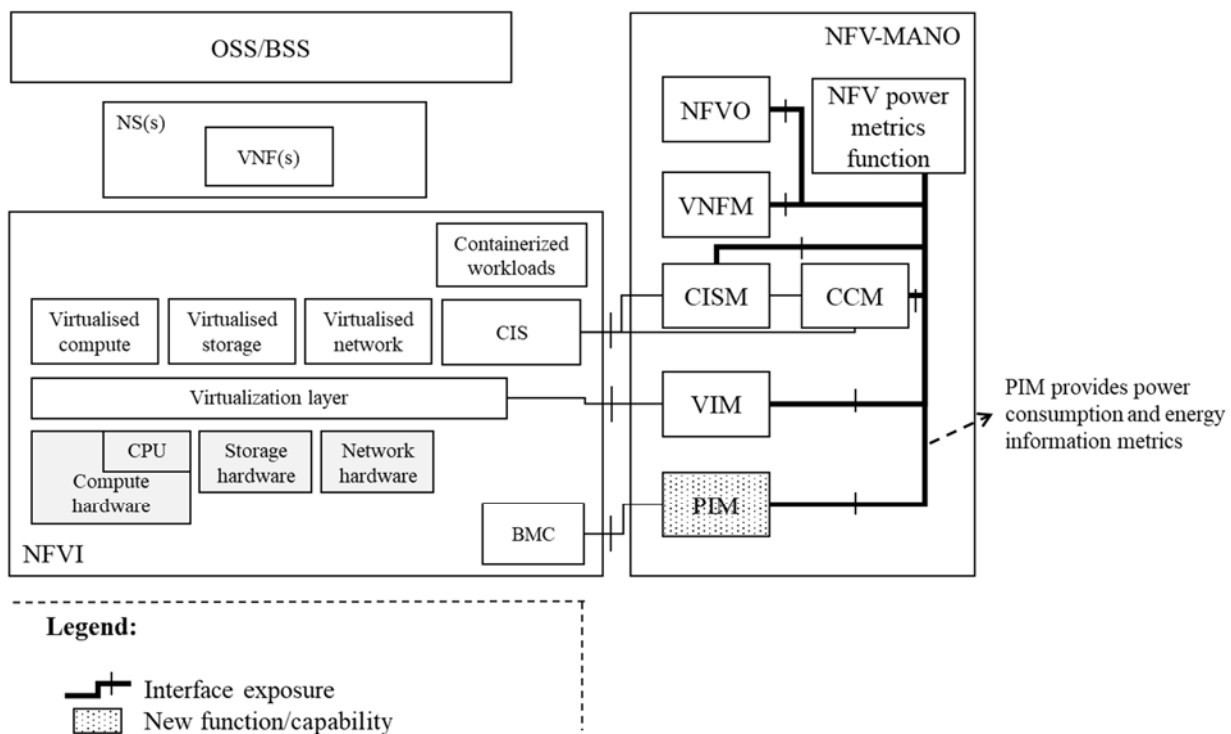 OSS/BSS
NS(s)
VNF(s)
NFV-MANO
NFVO
NFV power
metrics
function
VNFM
Containerized
workloads
CISM
CCM
Virtualised
compute
Virtualised
storage
Virtualised
network
CIS
Virtualization layer
VIM
PIM provides power
consumption and energy
information metrics
CPU
Compute
hardware
Storage
hardware
Network
hardware
PIM
BMC
NFVI
Legend:
Interface exposure
New function/capability